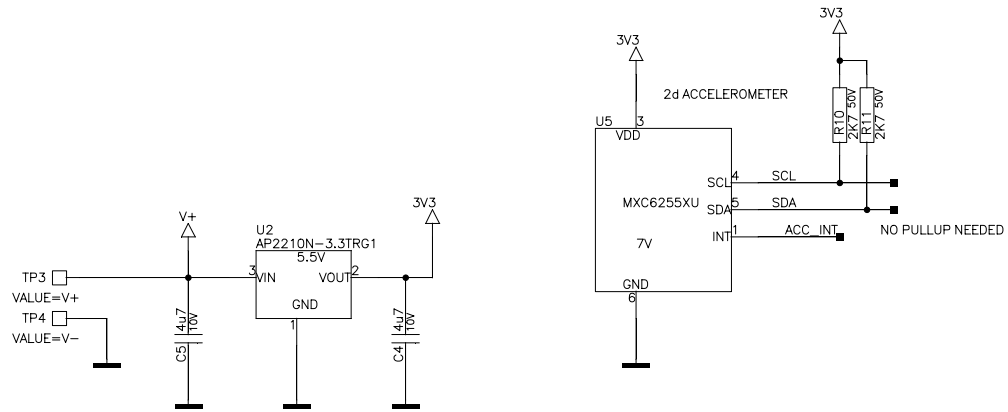 V+
U2
AP2210N-3.3TRG1
5.5V
3
VIN
VOUT
2
GND
1
3V3
TP3
VALUE=V+
TP4
VALUE=V-
C5
4u7
10V
C4
4u7
10V
3V3
2d ACCELEROMETER
U5
3
VDD
MXC6255XU
7V
SCL
4
SCL
SDA
5
SDA
INT
1
ACC_INT
GND
6
3V3
R10
2K7 50V
R11
2K7 50V
NO PULLUP NEEDED